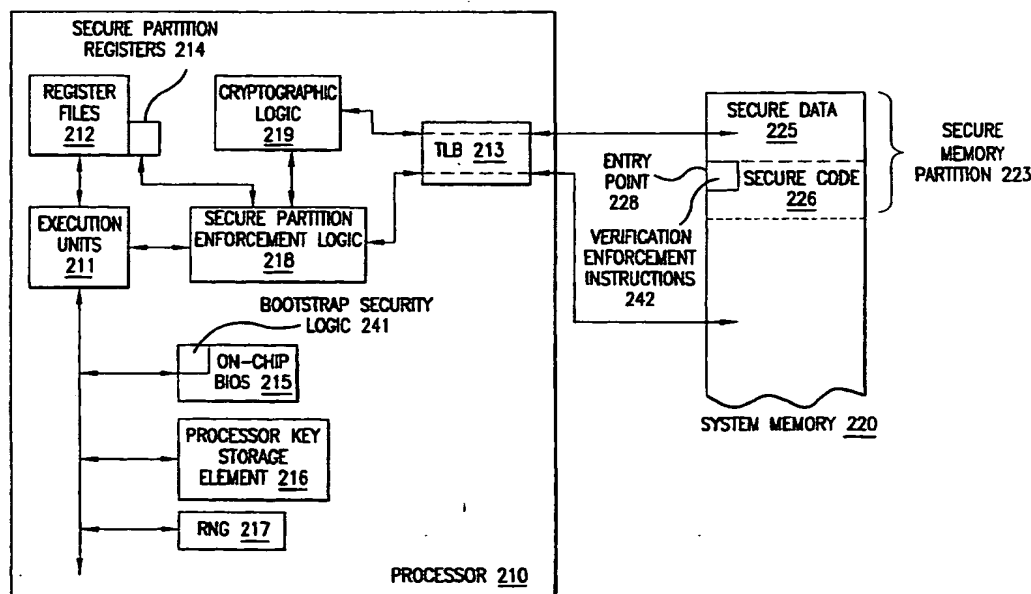 SECURE PARTITION
REGISTERS 214
REGISTER
FILES
212
CRYPTOGRAPHIC
LOGIC
219
TLB 213
EXECUTION
UNITS
211
SECURE PARTITION
ENFORCEMENT LOGIC
218
BOOTSTRAP SECURITY
LOGIC 241
ON-CHIP
BIOS 215
PROCESSOR KEY
STORAGE
ELEMENT 216
RNG 217
PROCESSOR 210
SECURE DATA
225
ENTRY
POINT
228
SECURE CODE
226
VERIFICATION
ENFORCEMENT
INSTRUCTIONS
242
SECURE
MEMORY
PARTITION 223
SYSTEM MEMORY 220